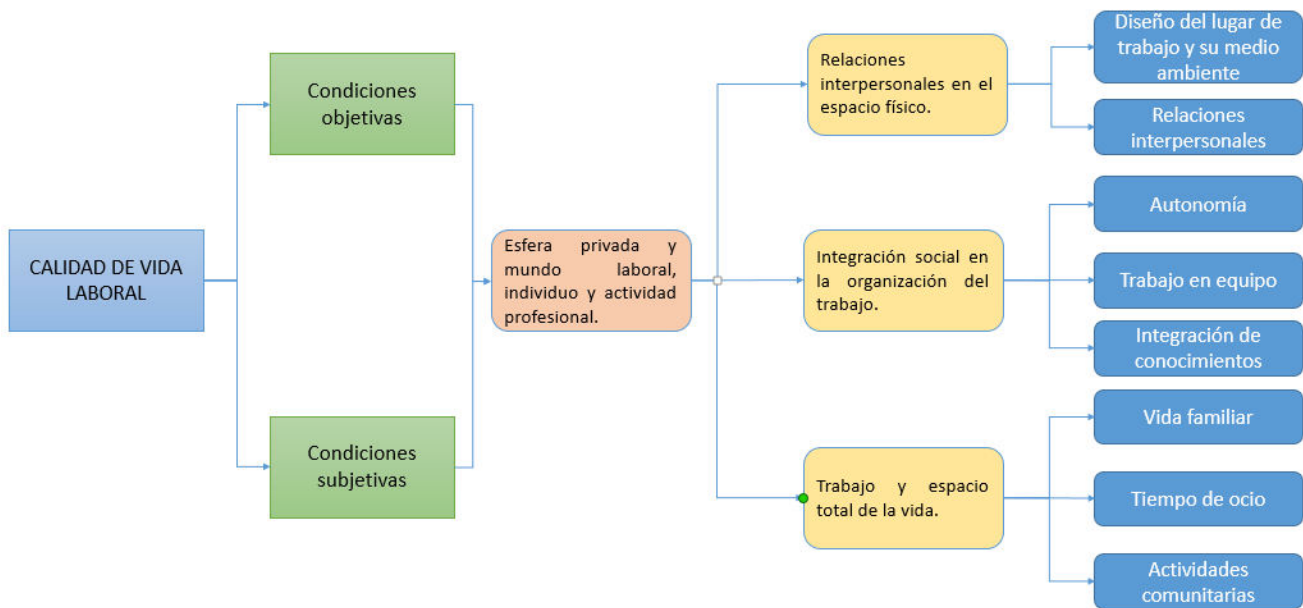 CALIDAD DE VIDA
LABORAL
Condiciones
objetivas
Condiciones
subjetivas
Esfera privada y
mundo laboral,
individuo y actividad
profesional.
Relaciones
interpersonales en el
espacio físico.
Integración social en
la organización del
trabajo.
Trabajo y espacio
total de la vida.
Diseño del lugar de
trabajo y su medio
ambiente
Relaciones
interpersonales
Autonomía
Trabajo en equipo
Integración de
conocimientos
Vida familiar
Tiempo de ocio
Actividades
comunitarias